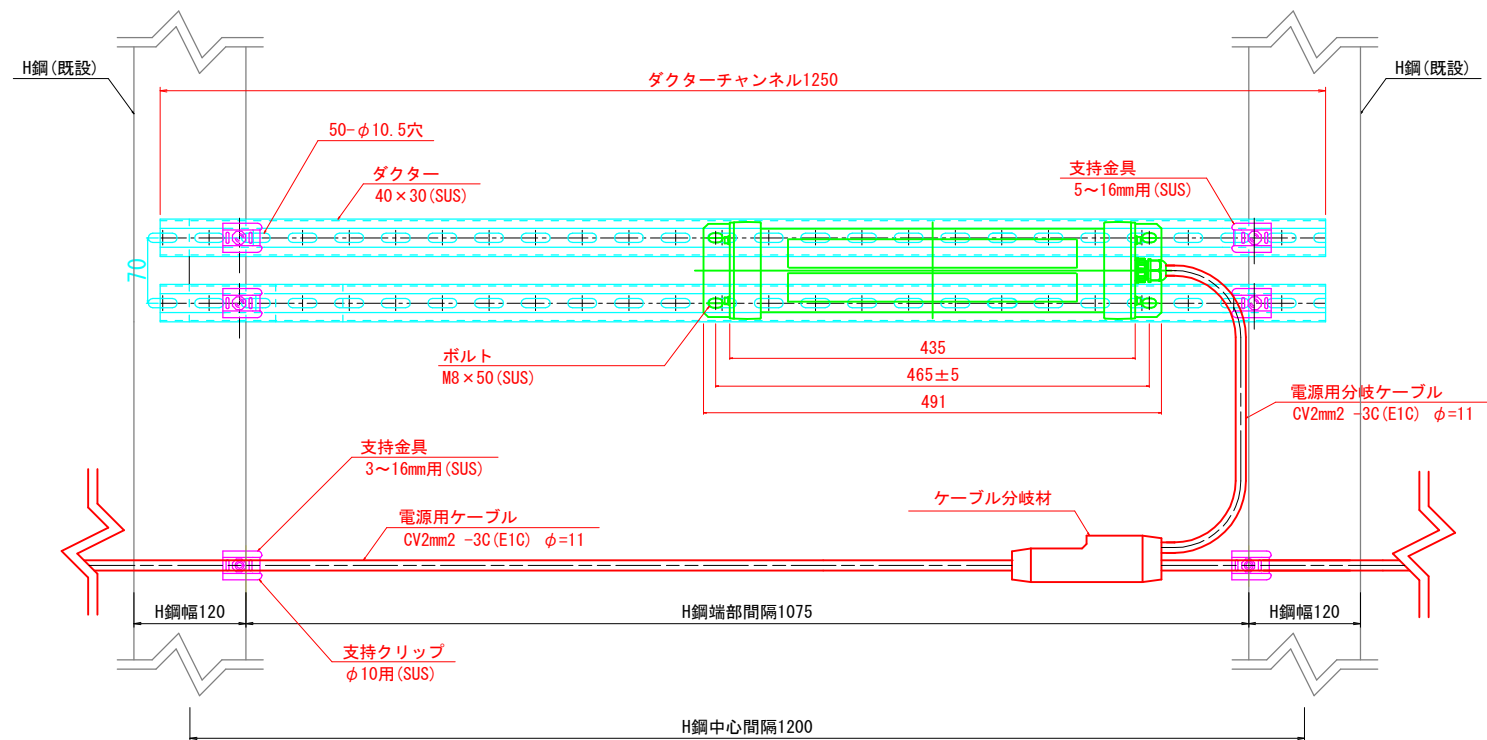 H鋼(既設)
H鋼(既設)
ダクターチャンネル1250
50-φ10.5穴
ダクター
40×30(SUS)
支持金具
5～16mm用(SUS)
70
ボルト
M8×50(SUS)
435
465±5
491
電源用分岐ケーブル
CV2mm2 -3C(E1C) φ=11
支持金具
3～16mm用(SUS)
電源用ケーブル
CV2mm2 -3C(E1C) φ=11
ケーブル分岐材
H鋼幅120
H鋼端部間隔1075
H鋼幅120
支持クリップ
φ10用(SUS)
H鋼中心間隔1200